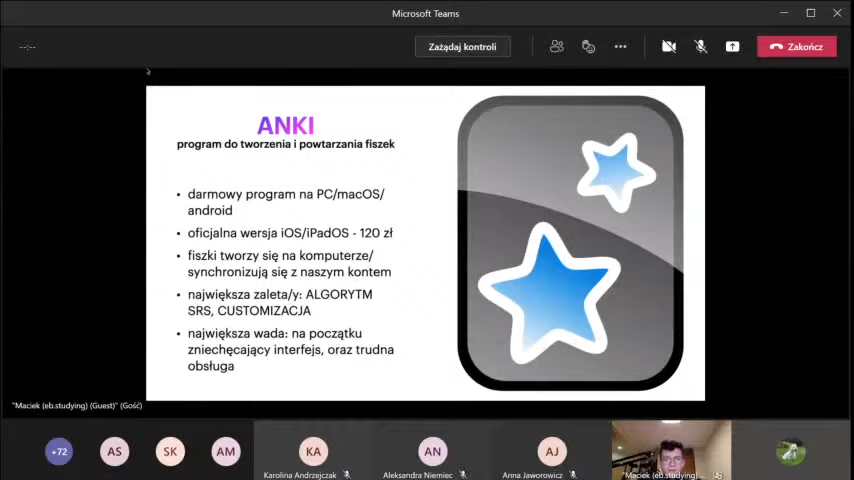 Microsoft Teams
--:--
Zażądaj kontroli
Zakończ
ANKI
program do tworzenia i powtarzania fiszek
• darmowy program na PC/macOS/
android
• oficjalna wersja iOS/iPadOS - 120 zł
• fiszki tworzy się na komputerze/
synchronizują się z naszym kontem
• największa zaleta/y: ALGORYTM
SRS, CUSTOMIZACJA
• największa wada: na początku
zniechęcający interfejs, oraz trudna
obsługa
"Maciek (eb.studying) (Guest)" (Gość)
+72
AS
SK
AM
KA
AN
AJ
Karolina Andrzejczak
Aleksandra Niemiec
Anna Jaworowicz
"Maciek (eb.studying)...